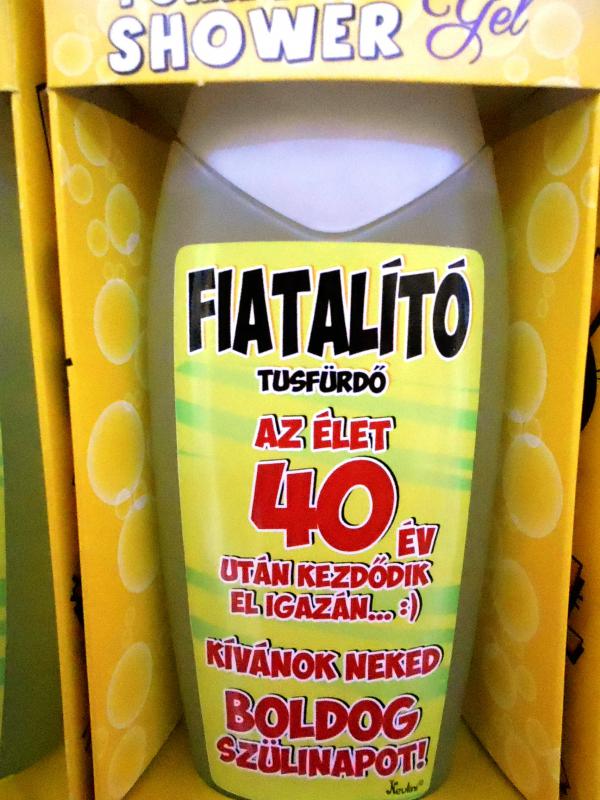 SHOWER Gel
FIATALÍTÓ
TUSFÜRDŐ
AZ ÉLET
40
ÉV
UTÁN KEZDŐDIK
EL IGAZÁN... :)
KÍVÁNOK NEKED
BOLDOG
SZÜLINAPOT!